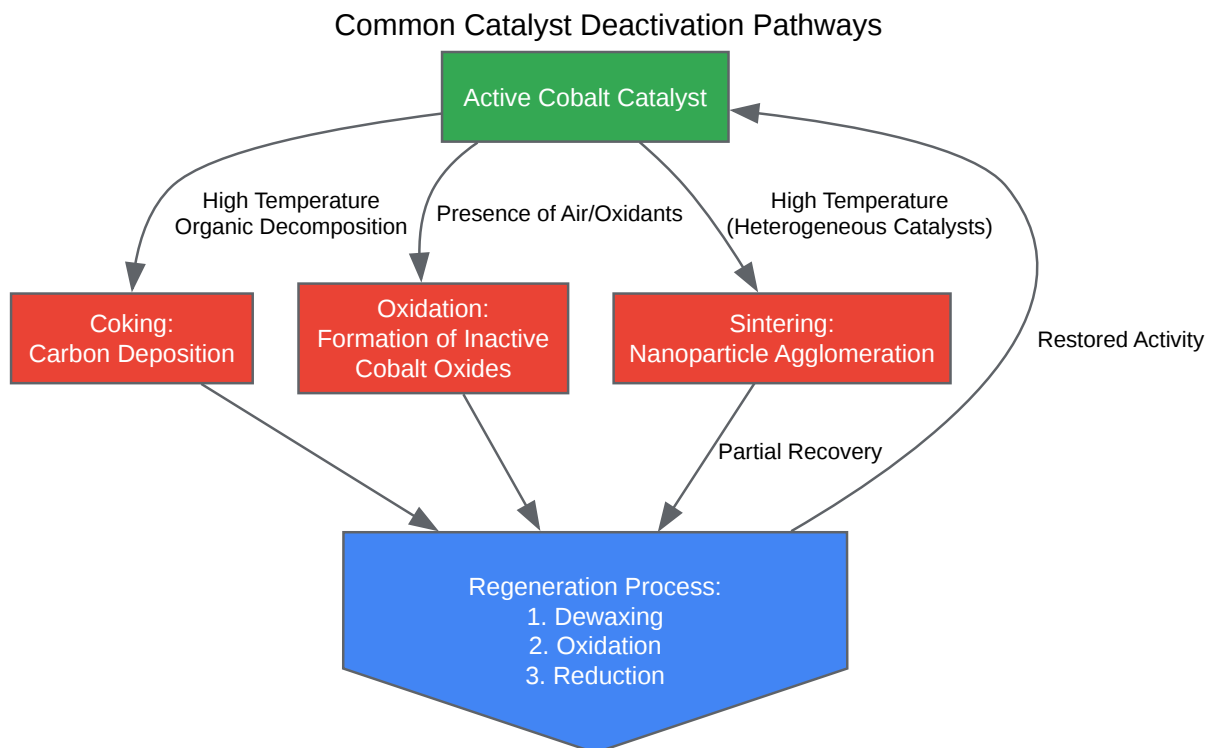 Common Catalyst Deactivation Pathways
Active Cobalt Catalyst
High Temperature
Organic Decomposition
Presence of Air/Oxidants
High Temperature
(Heterogeneous Catalysts)
Coking:
Carbon Deposition
Oxidation:
Formation of Inactive
Cobalt Oxides
Sintering:
Nanoparticle Agglomeration
Restored Activity
Partial Recovery
Regeneration Process:
1. Dewaxing
2. Oxidation
3. Reduction